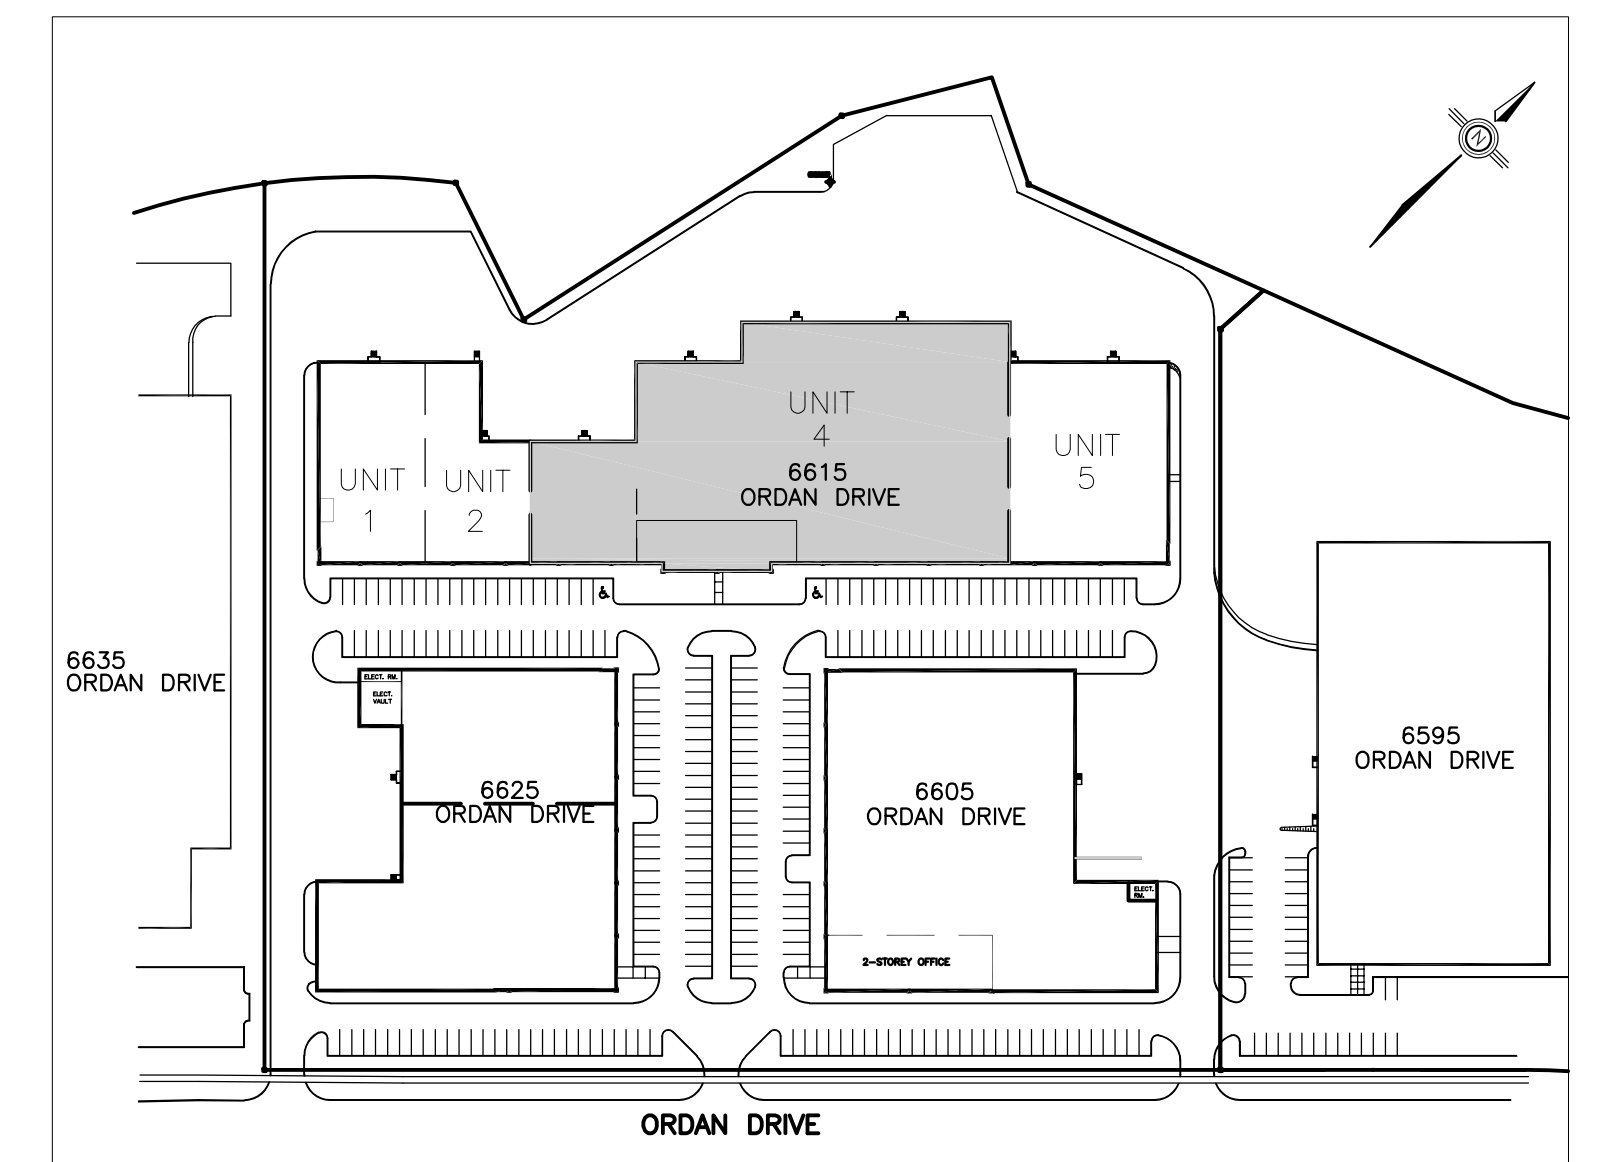 N
UNIT
4
UNIT
5
6615
ORDAN DRIVE
UNIT
1
UNIT
2
6635
ORDAN DRIVE
ELECT. RM.
ELECT.
VAULT
6625
ORDAN DRIVE
6605
ORDAN DRIVE
6595
ORDAN DRIVE
ELECT.
RM.
2-STOREY OFFICE
ORDAN DRIVE